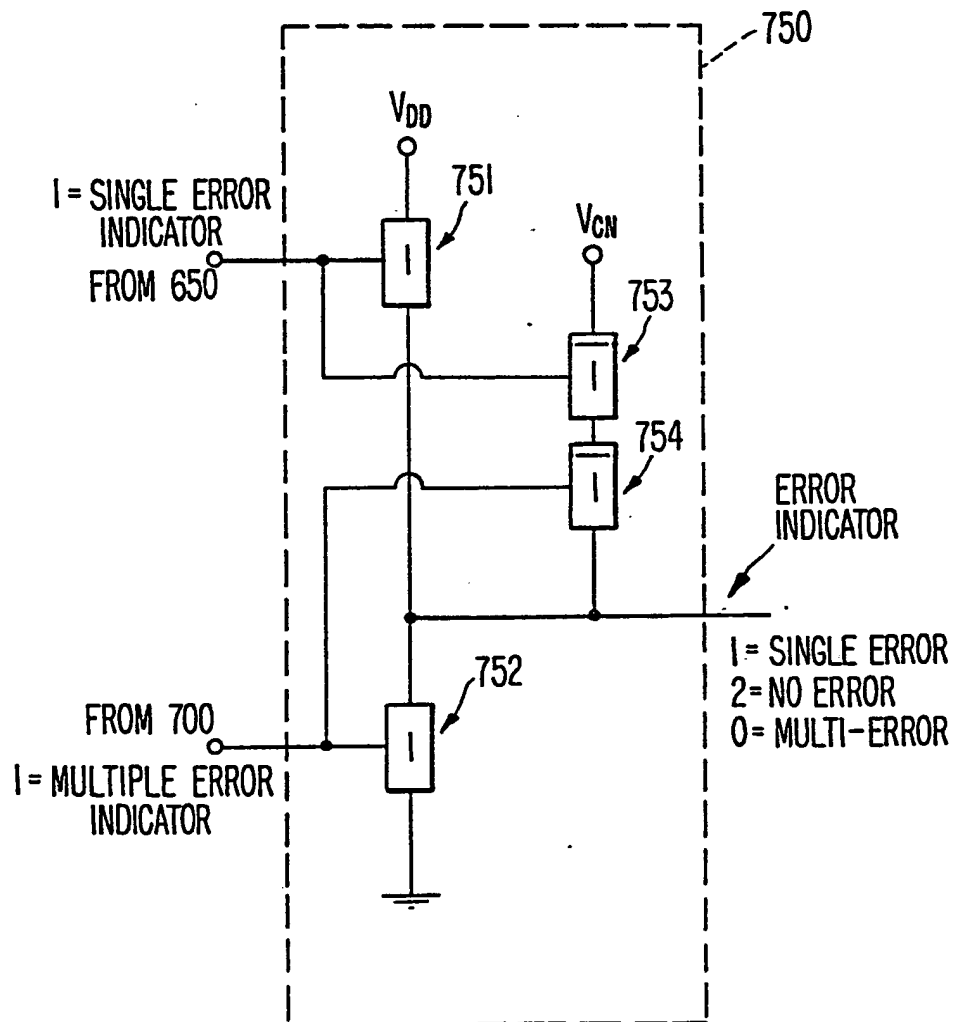 750
VDD
751
1 = SINGLE ERROR
INDICATOR
FROM 650
VCN
753
754
ERROR
INDICATOR
1 = SINGLE ERROR
2 = NO ERROR
0 = MULTI-ERROR
752
FROM 700
1 = MULTIPLE ERROR
INDICATOR
1
1
1
1